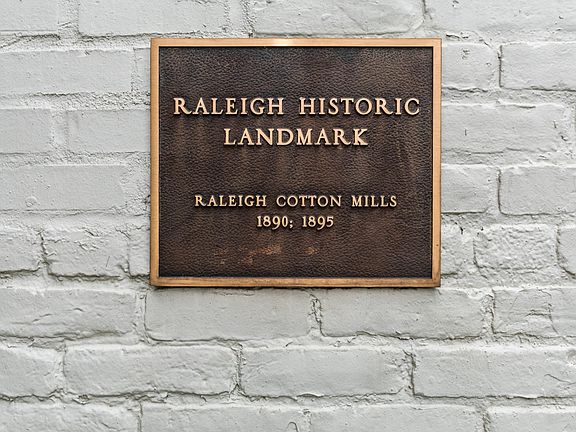 RALEIGH HISTORIC
LANDMARK
RALEIGH COTTON MILLS
1890; 1895